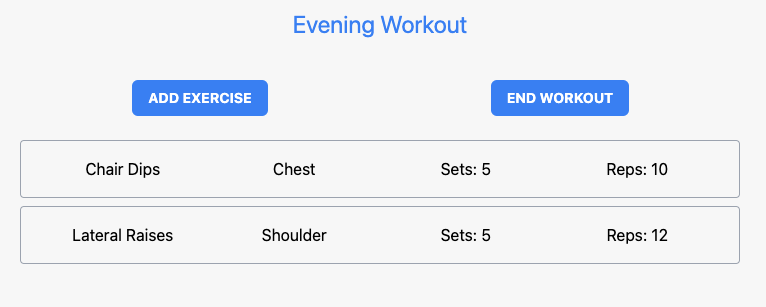 Evening Workout
ADD EXERCISE END WORKOUT
Chair Dips Chest Sets: 5 Reps: 10
Lateral Raises Shoulder Sets: 5 Reps: 12